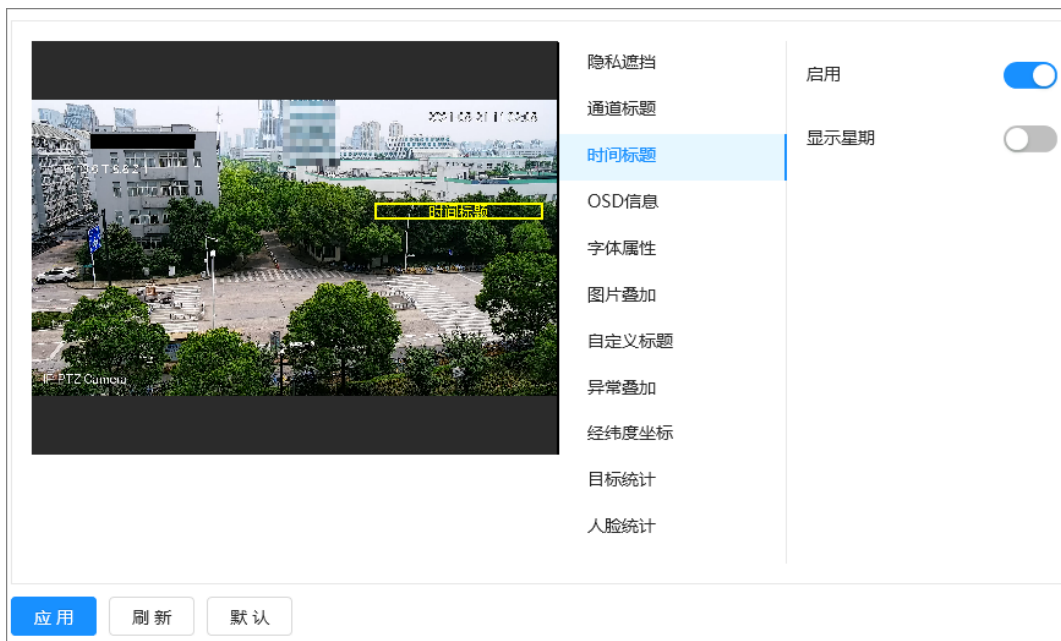 隐私遮挡
启用
通道标题
显示星期
时间标题
时间标题
OSD信息
字体属性
图片叠加
自定义标题
IP PTZ Camera
异常叠加
经纬度坐标
目标统计
人脸统计
应用
刷新
默认